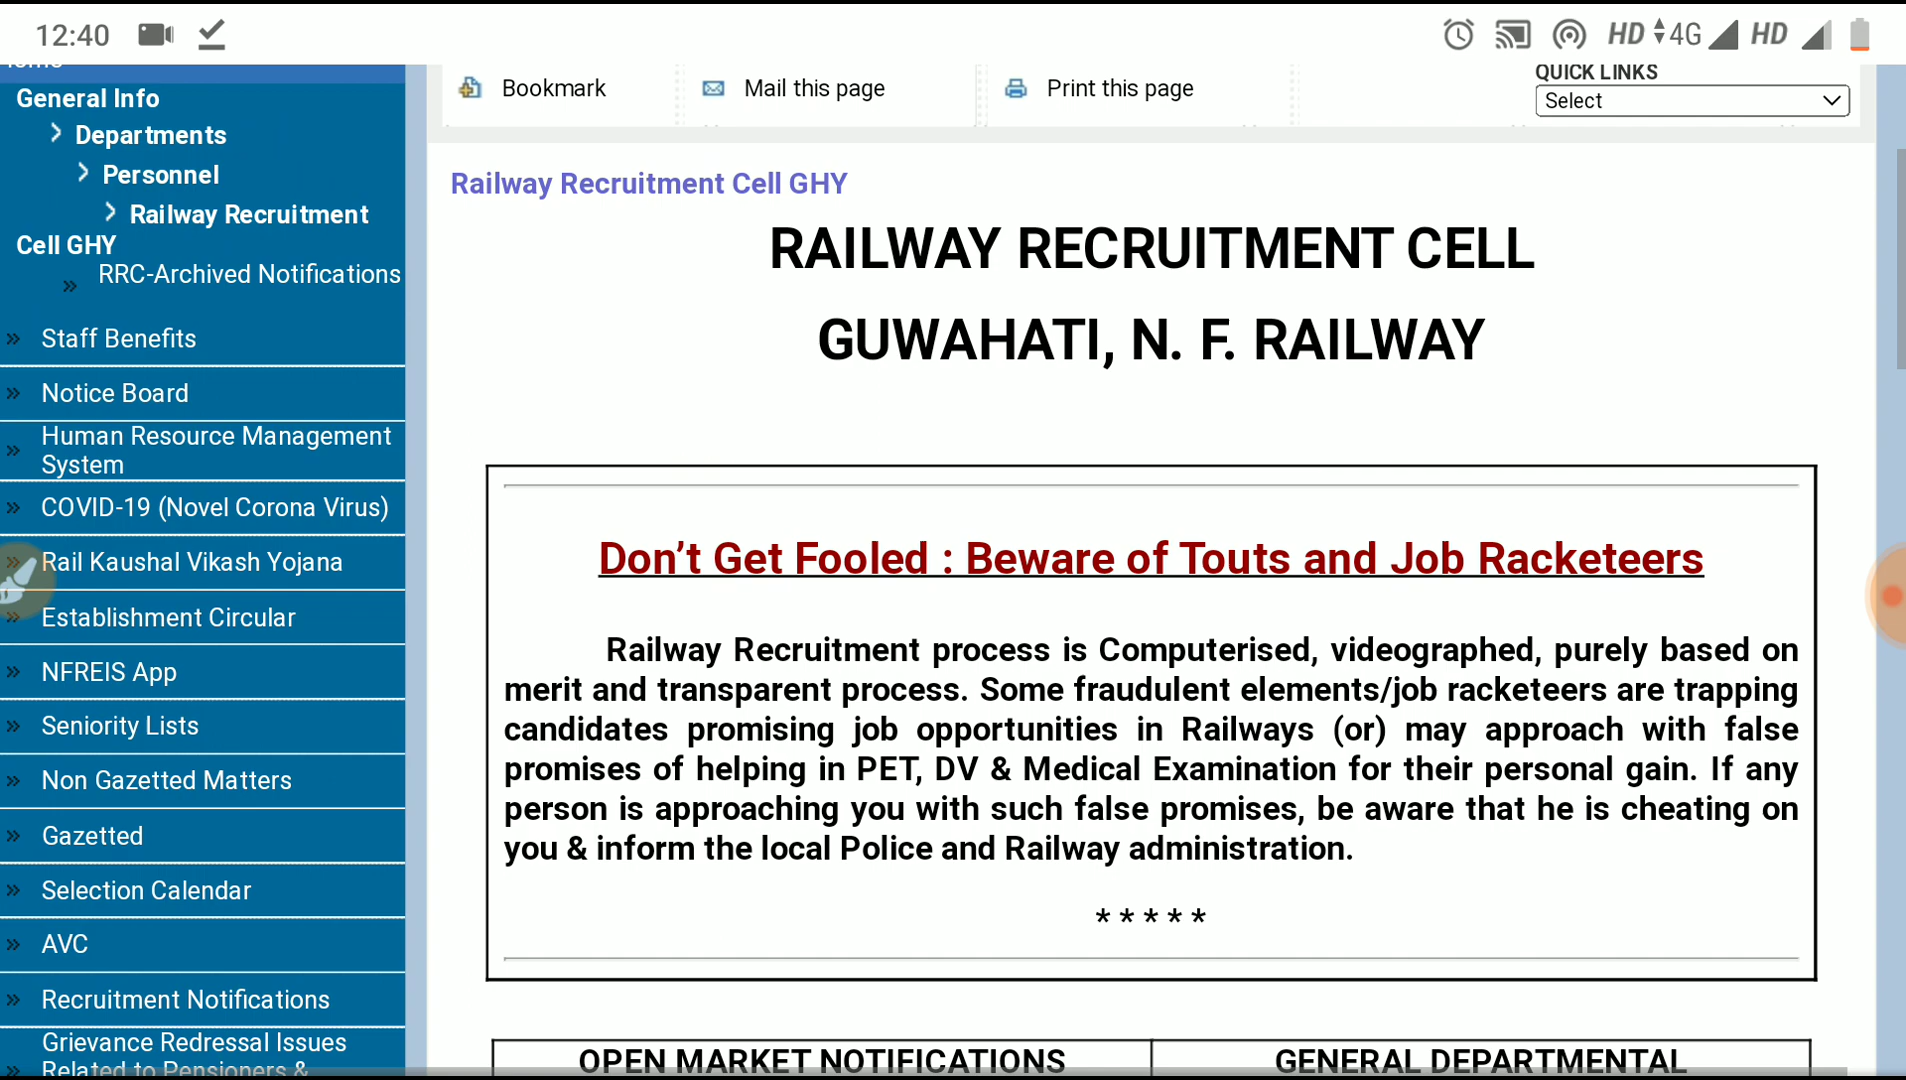 12:40 HD 4G HD
General Info
Departments
Personnel
Railway Recruitment
Cell GHY
RRC-Archived Notifications
Staff Benefits
Notice Board
Human Resource Management
System
COVID-19 (Novel Corona Virus)
Rail Kaushal Vikash Yojana
Establishment Circular
NFREIS App
Seniority Lists
Non Gazetted Matters
Gazetted
Selection Calendar
AVC
Recruitment Notifications
Grievance Redressal Issues
Related to Pensioners &
Bookmark
Mail this page
Print this page
QUICK LINKS
Select
Railway Recruitment Cell GHY
RAILWAY RECRUITMENT CELL
GUWAHATI, N. F. RAILWAY
Don’t Get Fooled : Beware of Touts and Job Racketeers
Railway Recruitment process is Computerised, videographed, purely based on
merit and transparent process. Some fraudulent elements/job racketeers are trapping
candidates promising job opportunities in Railways (or) may approach with false
promises of helping in PET, DV & Medical Examination for their personal gain. If any
person is approaching you with such false promises, be aware that he is cheating on
you & inform the local Police and Railway administration.
* * * * *
OPEN MARKET NOTIFICATIONS
GENERAL DEPARTMENTAL